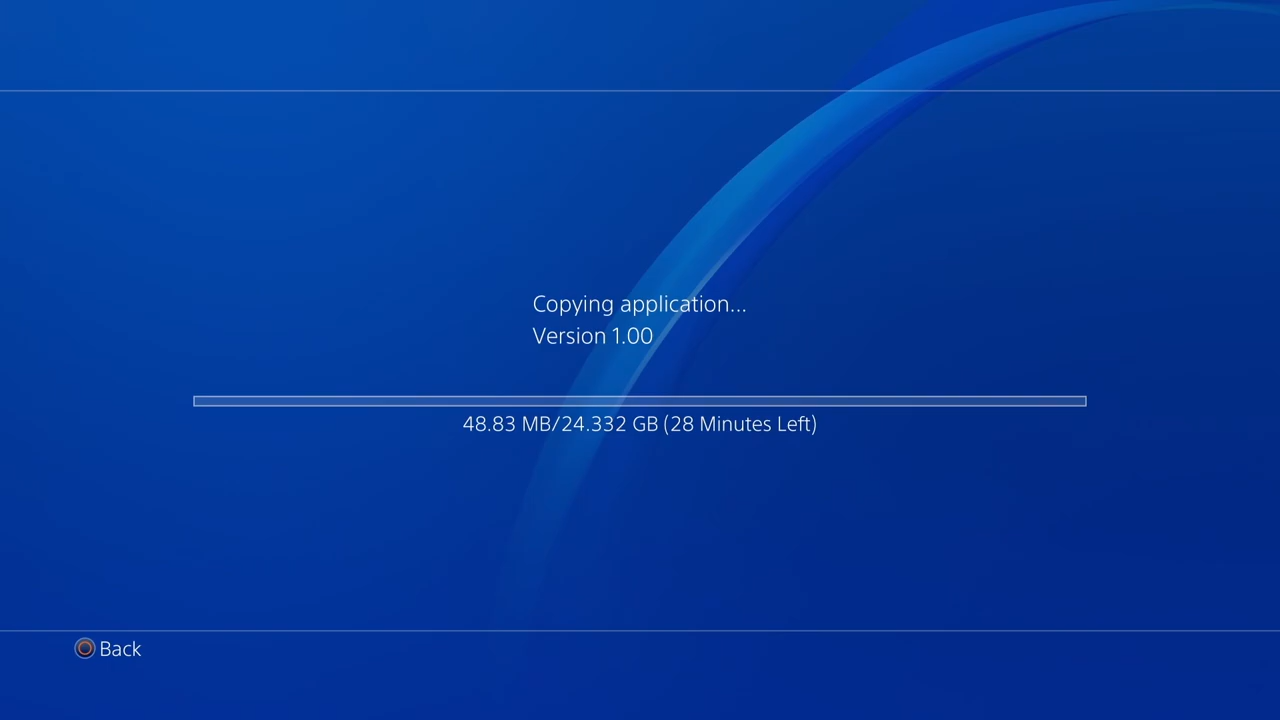 Copying application...
Version 1.00
48.83 MB/24.332 GB (28 Minutes Left)
Back